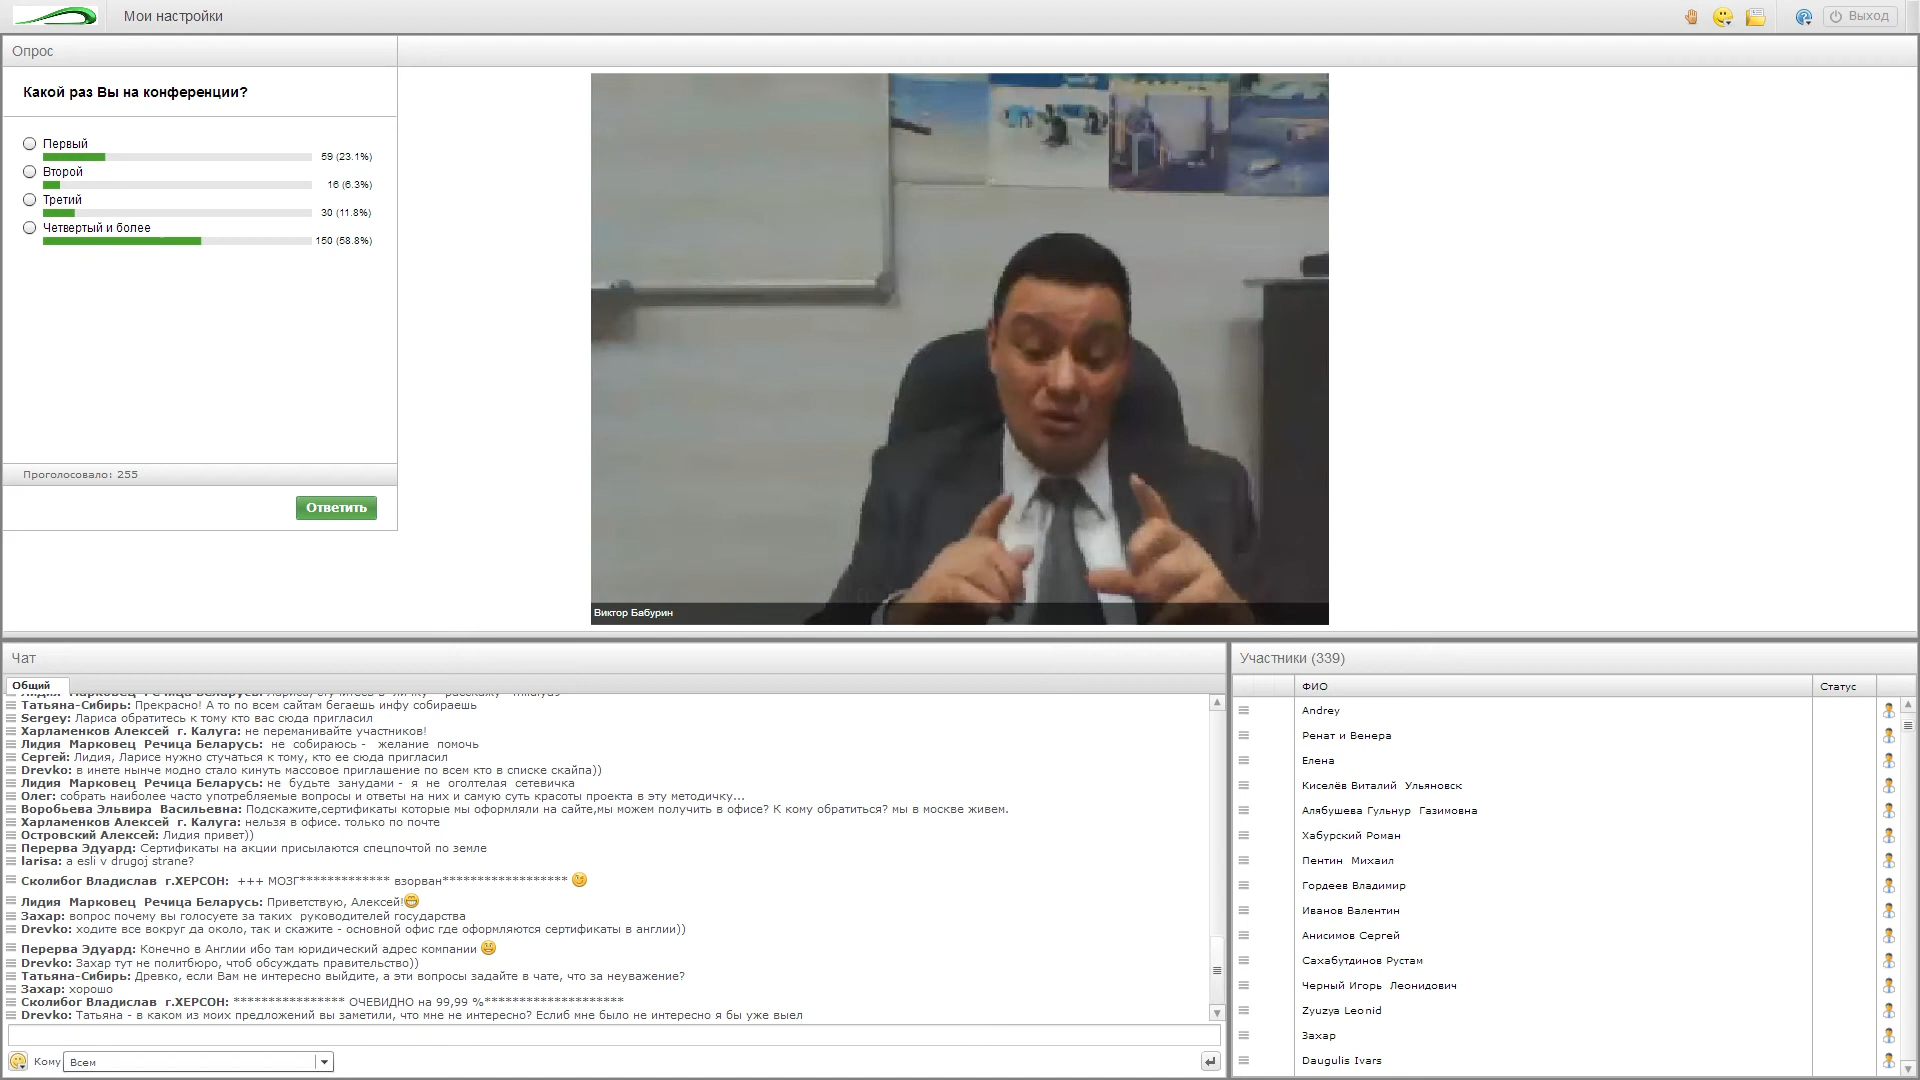 Мои настройки
Выход
Опрос
Какой раз Вы на конференции?
Первый
59 (23.1%)
Второй
16 (6.3%)
Третий
30 (11.8%)
Четвертый и более
150 (58.8%)
Проголосовало: 255
Ответить
Виктор Бабурин
Чат
Общий
Лидия Марковец Речица Беларусь:
Татьяна-Сибирь: Прекрасно! А то по всем сайтам бегаешь инфу собираешь
Sergey: Лариса обратитесь к тому кто вас сюда пригласил
Харламенков Алексей г. Калуга: не переманивайте участников!
Лидия Марковец Речица Беларусь: не собираюсь - желание помочь
Сергей: Лидия, Ларисе нужно стучаться к тому, кто ее сюда пригласил
Drevko: в инете нынче модно стало кинуть массовое приглашение по всем кто в списке скайпа))
Лидия Марковец Речица Беларусь: не будьте занудами - я не оголтелая сетевичка
Олег: собрать наиболее часто употребляемые вопросы и ответы на них и самую суть красоты проекта в эту методичку...
Воробьева Эльвира Васильевна: Подскажите,сертификаты которые мы оформляли на сайте,мы можем получить в офисе? К кому обратиться? мы в москве живем.
Харламенков Алексей г. Калуга: нельзя в офисе. только по почте
Островский Алексей: Лидия привет))
Перерва Эдуард: Сертификаты на акции присылаются спецпочтой по земле
larisa: a esli v drugoj strane?
Сколибог Владислав г.ХЕРСОН: +++ МОЗГ************* взорван******************
Лидия Марковец Речица Беларусь: Приветствую, Алексей!
Захар: вопрос почему вы голосуете за таких руководителей государства
Drevko: ходите все вокруг да около, так и скажите - основной офис где оформляются сертификаты в англии))
Перерва Эдуард: Конечно в Англии ибо там юридический адрес компании
Drevko: Захар тут не политбюро, чтоб обсуждать правительство))
Татьяна-Сибирь: Древко, если Вам не интересно выйдите, а эти вопросы задайте в чате, что за неуважение?
Захар: хорошо
Сколибог Владислав г.ХЕРСОН: **************** ОЧЕВИДНО на 99,99 %********************
Drevko: Татьяна - в каком из моих предложений вы заметили, что мне не интересно? Еслиб мне было не интересно я бы уже выел
Кому
Всем
Участники (339)
ФИО
Статус
Andrey
Ренат и Венера
Елена
Киселёв Виталий Ульяновск
Алябушева Гульнур Газимовна
Хабурский Роман
Пентин Михаил
Гордеев Владимир
Иванов Валентин
Анисимов Сергей
Сахабутдинов Рустам
Черный Игорь Леонидович
Zyuzya Leonid
Захар
Daugulis Ivars